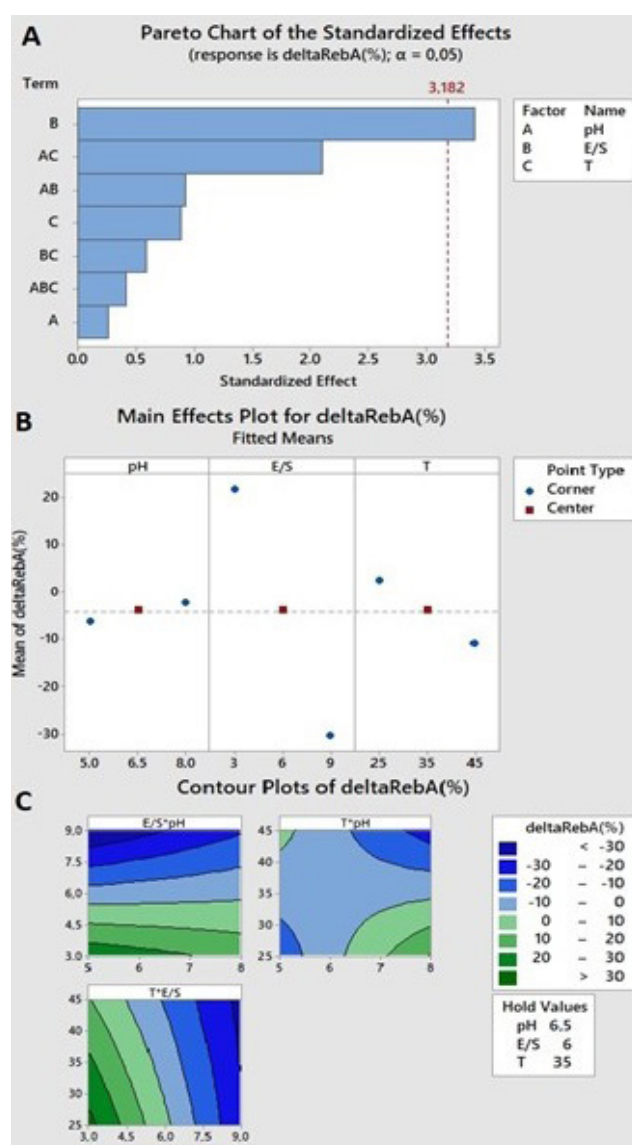 A
Pareto Chart of the Standardized Effects
(response is deltaRebA(%); α = 0,05)
Term
3,182
Factor Name
A pH
B E/S
C T
B
AC
AB
C
BC
ABC
A
0.0 0.5 1.0 1.5 2.0 2.5 3.0 3.5
Standardized Effect
B
Main Effects Plot for deltaRebA(%)
Fitted Means
pH E/S T
Point Type
Corner
Center
Mean of deltaRebA(%)
20
10
0
-10
-20
-30
5.0 6.5 8.0 3 6 9 25 35 45
C
Contour Plots of deltaRebA(%)
E/S*pH
9.0
7.5
6.0
4.5
3.0
5 6 7 8
T*pH
45
40
35
30
25
5 6 7 8
T*E/S
45
40
35
30
25
3.0 4.5 6.0 7.5 9.0
deltaRebA(%)
< -30
-30 – -20
-20 – -10
-10 – 0
0 – 10
10 – 20
20 – 30
> 30
Hold Values
pH 6.5
E/S 6
T 35